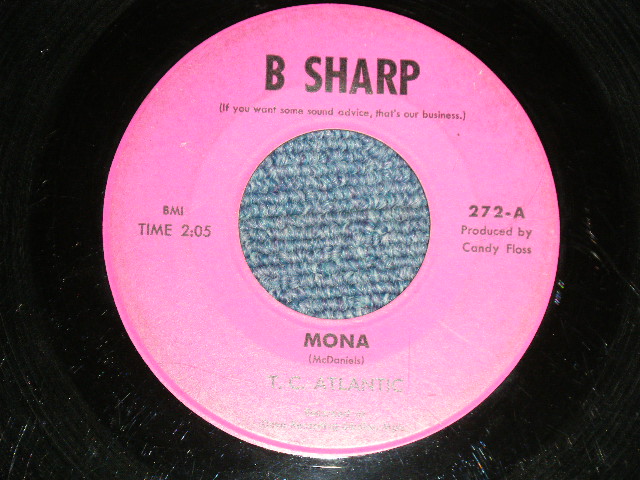 B SHARP
(If you want some sound advice, that's our business.)
BMI
TIME 2:05
272-A
Produced by
Candy Floss
MONA
(McDaniels)
T. C. ATLANTIC